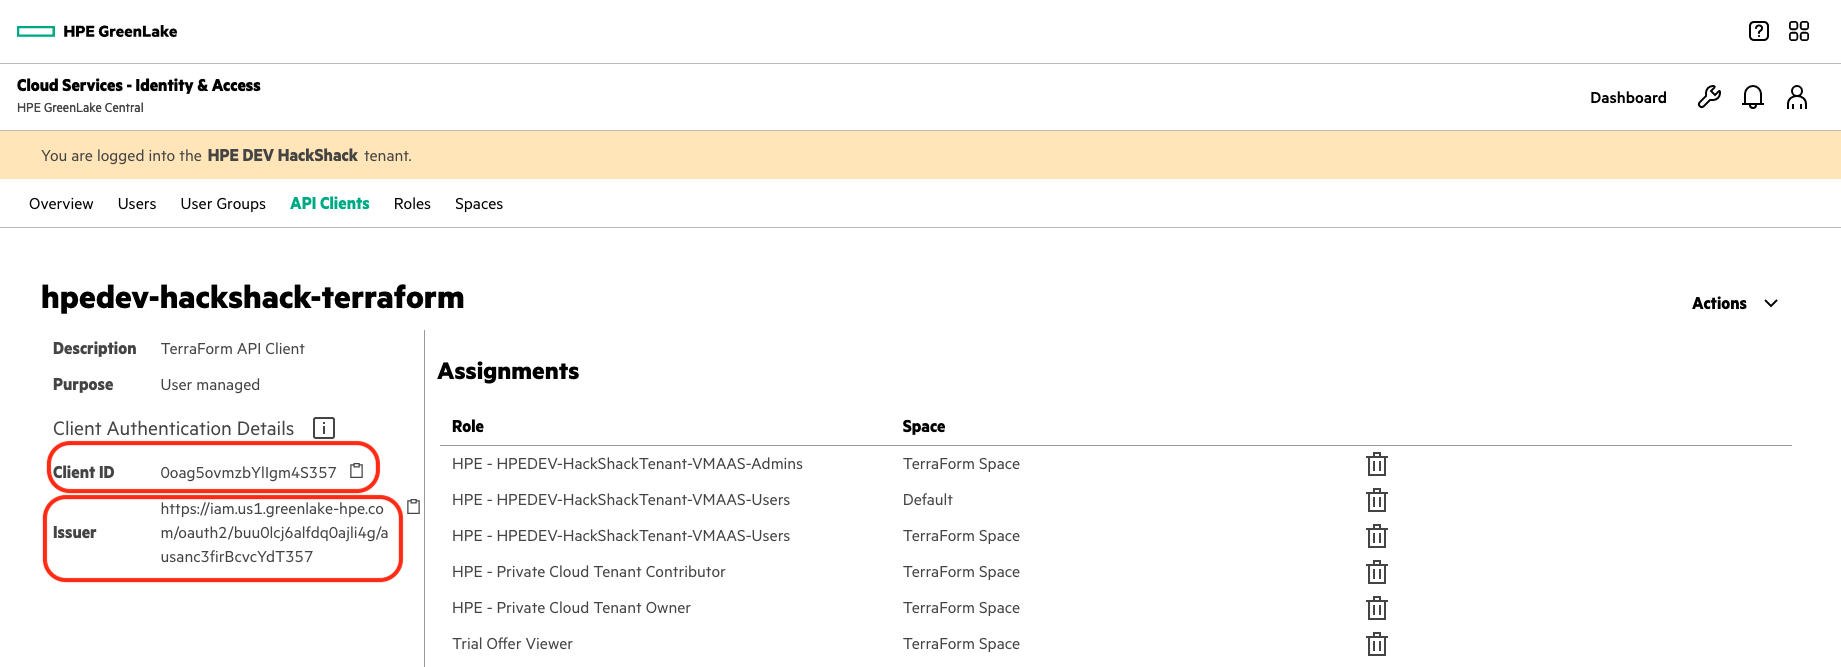 HPE GreenLake
Cloud Services - Identity & Access
HPE GreenLake Central
Dashboard
You are logged into the HPE DEV HackShack tenant.
Overview Users User Groups API Clients Roles Spaces
hpedev-hackshack-terraform
Actions
Description TerraForm API Client
Purpose User managed
Client Authentication Details
Client ID 0oag5ovmzbYlIgm4S357
Issuer https://iam.us1.greenlake-hpe.co
m/oauth2/buu0lcj6alfdq0ajli4g/a
usanc3firBcvcYdT357
Assignments
Role Space
HPE - HPEDEV-HackShackTenant-VMAAS-Admins TerraForm Space
HPE - HPEDEV-HackShackTenant-VMAAS-Users Default
HPE - HPEDEV-HackShackTenant-VMAAS-Users TerraForm Space
HPE - Private Cloud Tenant Contributor TerraForm Space
HPE - Private Cloud Tenant Owner TerraForm Space
Trial Offer Viewer TerraForm Space